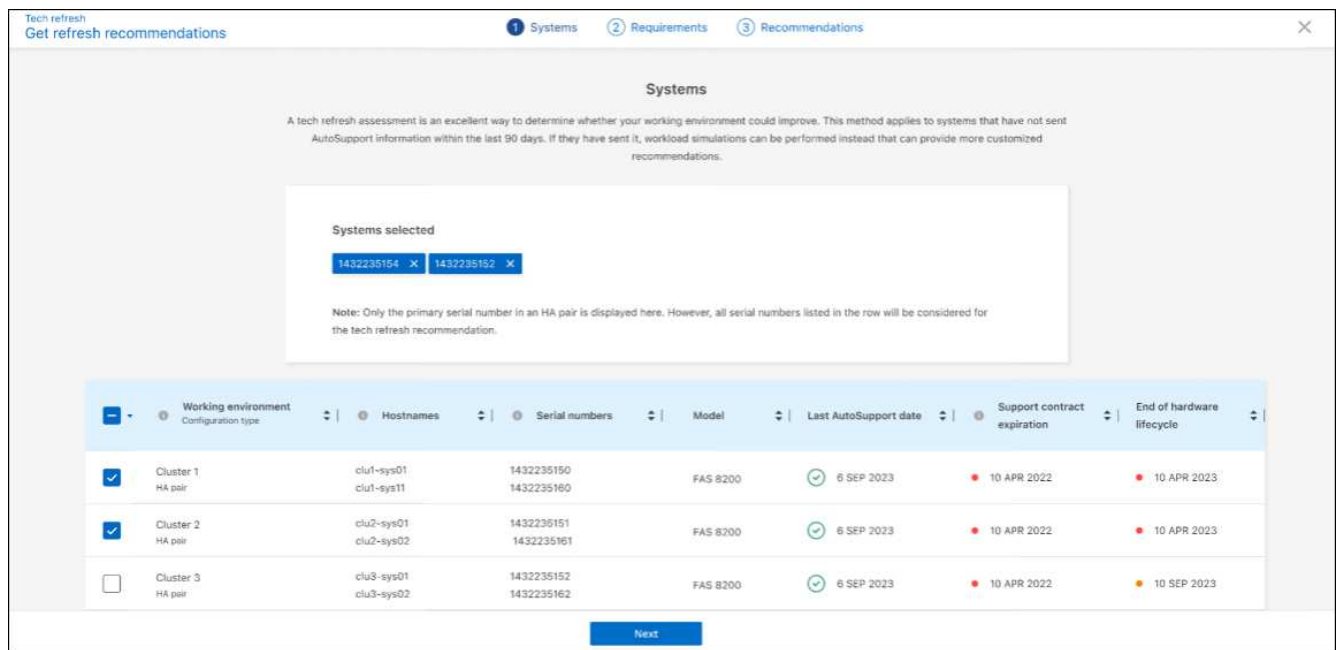 Tech refresh
Get refresh recommendations
1 Systems 2 Requirements 3 Recommendations
Systems
A tech refresh assessment is an excellent way to determine whether your working environment could improve. This method applies to systems that have not sent
AutoSupport information within the last 90 days. If they have sent it, workload simulations can be performed instead that can provide more customized
recommendations.
Systems selected
1432235154 × 1432235152 ×
Note: Only the primary serial number in an HA pair is displayed here. However, all serial numbers listed in the row will be considered for
the tech refresh recommendation.
Working environment
Configuration type
Hostnames
Serial numbers
Model
Last AutoSupport date
Support contract
expiration
End of hardware
lifecycle
Cluster 1 clu1-sys01 1432235150 FAS 8200 6 SEP 2023 10 APR 2022 10 APR 2023
HA pair clu1-sys11 1432235160
Cluster 2 clu2-sys01 1432235151 FAS 8200 6 SEP 2023 10 APR 2022 10 APR 2023
HA pair clu2-sys02 1432235161
Cluster 3 clu3-sys01 1432235152 FAS 8200 6 SEP 2023 10 APR 2022 10 SEP 2023
HA pair clu3-sys02 1432235162
Next